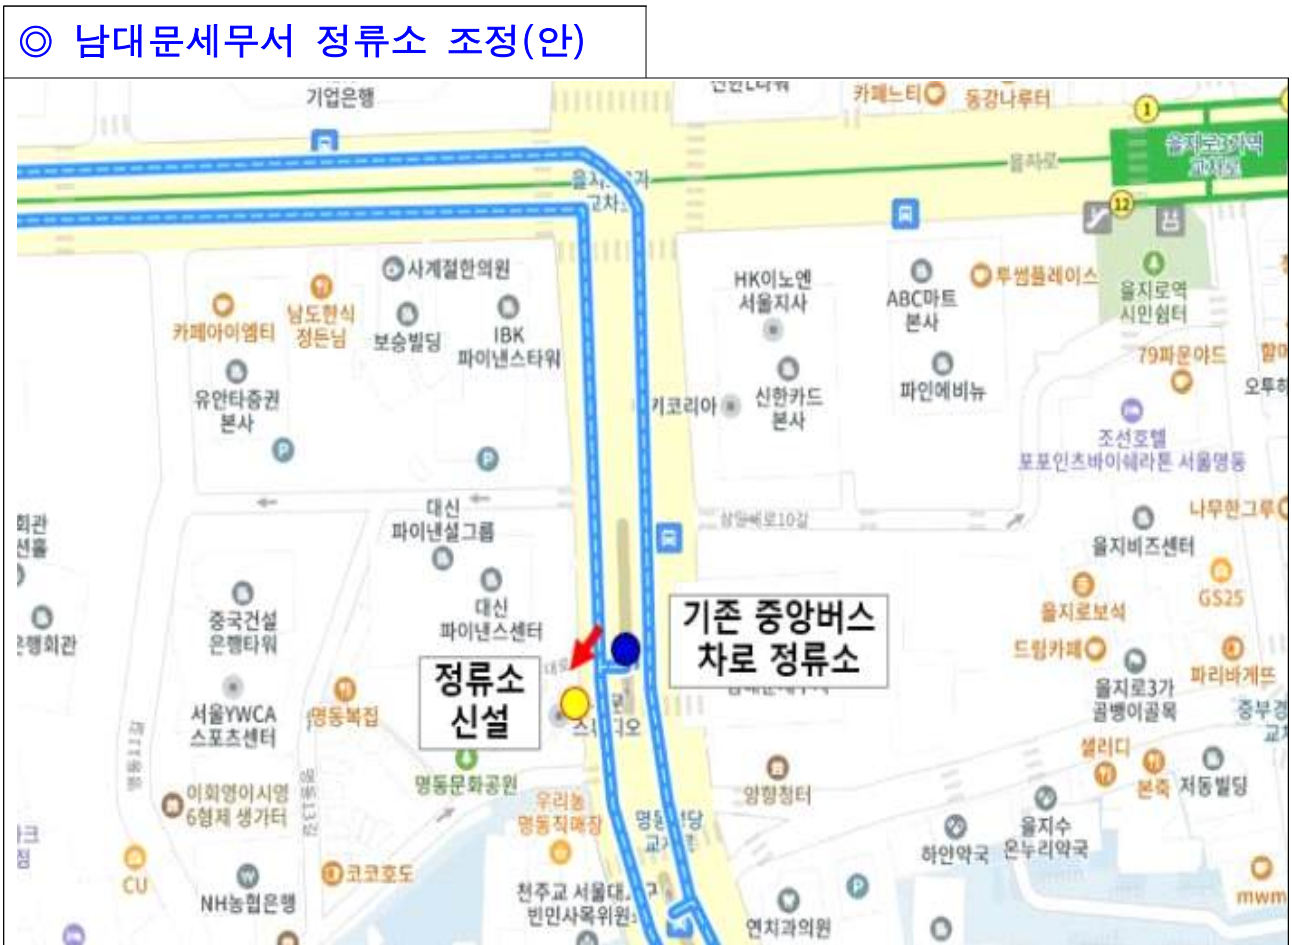 ◎ 남대문세무서 정류소 조정(안)
기업은행
카페느티
동강나루터
1
을지로3가역
교차로
을지로
12
사계절한의원
카페아이엠티
남도한식
정든님
보승빌딩
IBK
파이낸스타워
HK이노엔
서울지사
ABC마트
본사
투썸플레이스
을지로역
시민쉼터
유안타증권
본사
키코리아
신한카드
본사
파인에비뉴
79파운야드
P
P
조선호텔
포포인츠바이쉐라톤 서울명동
대신
파이낸셜그룹
삼일대로10길
나무한그루
을지비즈센터
중국건설
은행타워
은행회관
대신
파이낸스센터
GS25
을지로보석
기존 중앙버스
차로 정류소
드림카페
파리바게뜨
정류소
신설
서울YWCA
스포츠센터
명동복집
을지로3가
골뱅이골목
명동문화공원
양형청터
샐러디
본죽
저동빌딩
이회영이시영
6형제 생가터
명동13길
우리농
명동직매장
을지수
온누리약국
하얀약국
CU
코코호도
NH농협은행
천주교 서울대
빈민사목위원
P
연치과의원
mwm